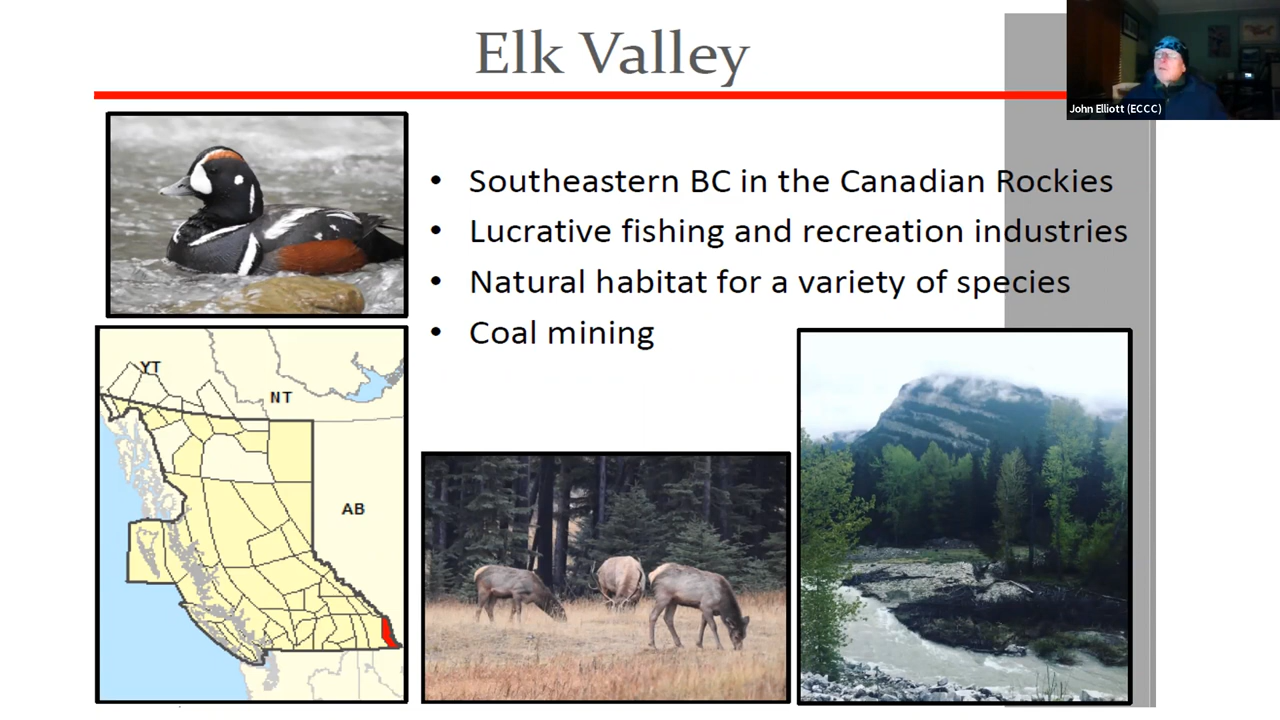 Elk Valley
John Elliott (ECCC)
• Southeastern BC in the Canadian Rockies
• Lucrative fishing and recreation industries
• Natural habitat for a variety of species
• Coal mining
YT
NT
AB